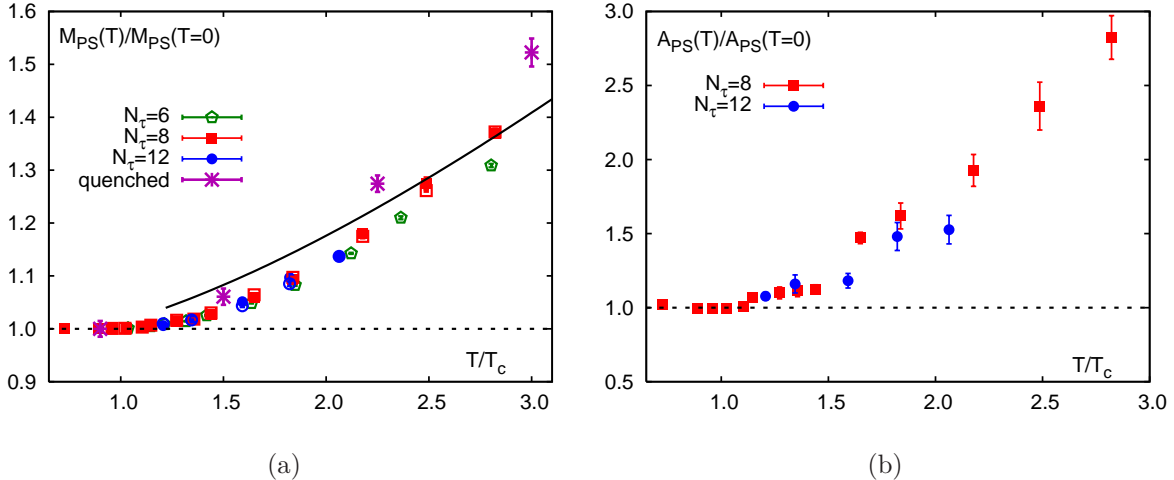 M_PS(T)/M_PS(T=0)
N_τ=6
N_τ=8
N_τ=12
quenched
1.6
1.5
1.4
1.3
1.2
1.1
1.0
0.9
T/T_c
1.0 1.5 2.0 2.5 3.0
(a)
A_PS(T)/A_PS(T=0)
N_τ=8
N_τ=12
3.0
2.5
2.0
1.5
1.0
0.5
T/T_c
1.0 1.5 2.0 2.5 3.0
(b)